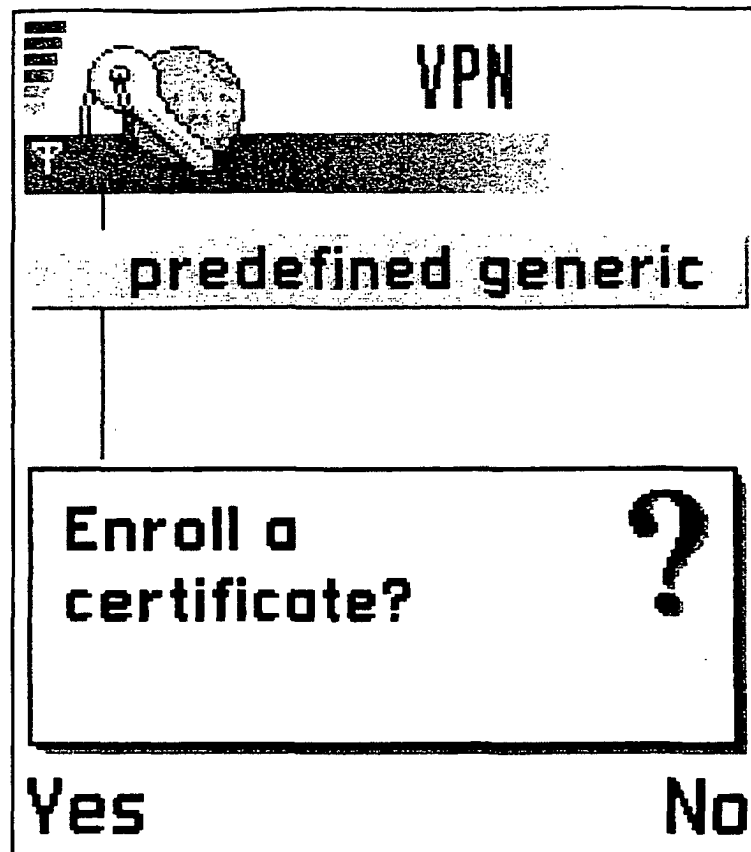 VPN
predefined generic
Enroll a
certificate?
?
Yes No